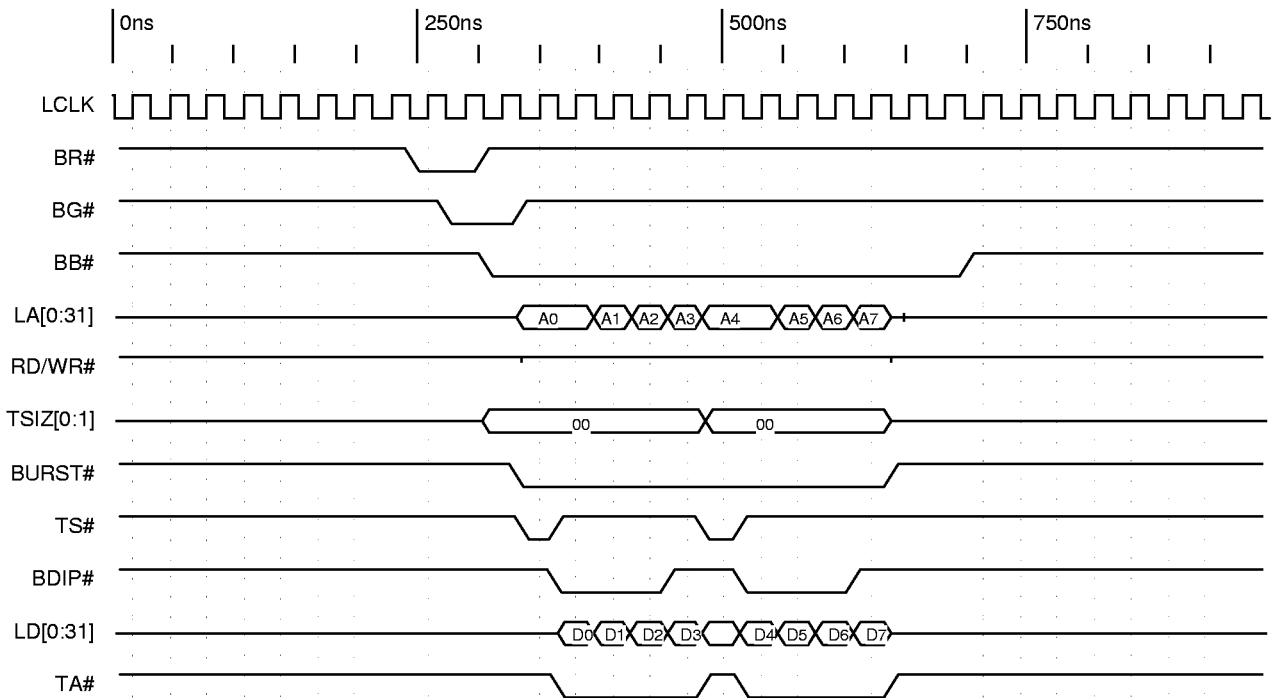 0ns 250ns 500ns 750ns
LCLK
BR#
BG#
BB#
LA[0:31] A0 A1 A2 A3 A4 A5 A6 A7
RD/WR#
TSIZ[0:1] 00 00
BURST#
TS#
BDIP#
LD[0:31] D0 D1 D2 D3 D4 D5 D6 D7
TA#